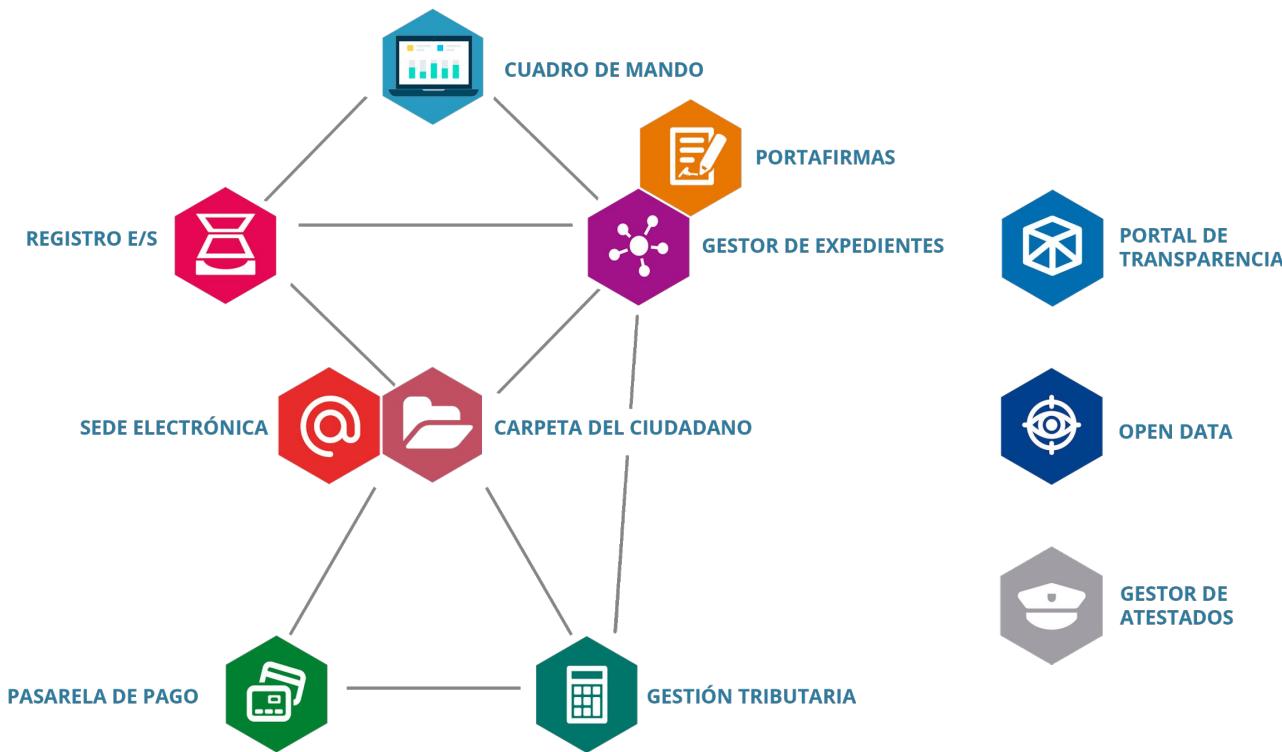 CUADRO DE MANDO
PORTAFIRMAS
REGISTRO E/S
GESTOR DE EXPEDIENTES
PORTAL DE
TRANSPARENCIA
SEDE ELECTRÓNICA
CARPETA DEL CIUDADANO
OPEN DATA
GESTOR DE
ATESTADOS
PASARELA DE PAGO
GESTIÓN TRIBUTARIA